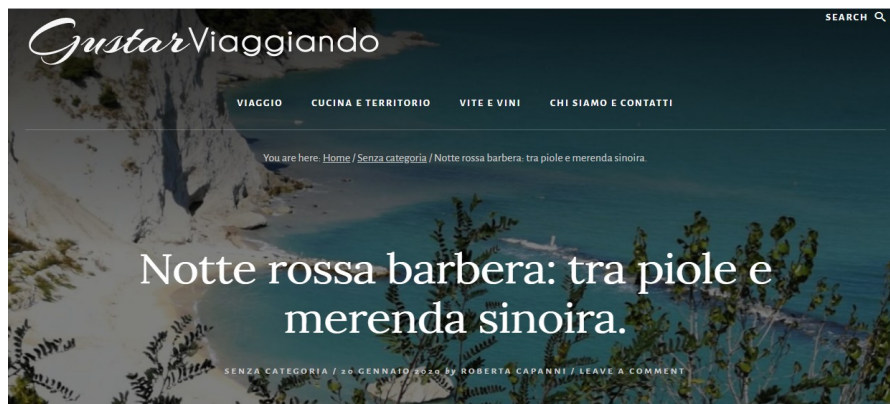 SEARCH
GustarViaggiando
VIAGGIO CUCINA E TERRITORIO VITE E VINI CHI SIAMO E CONTATTI
You are here: Home / Senza categoria / Notte rossa barbera: tra piole e merenda sinoira.
Notte rossa barbera: tra piole e
merenda sinoira.
SENZA CATEGORIA / 20 GENNAIO 2020 by ROBERTA CAPANNI / LEAVE A COMMENT